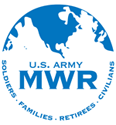 U.S. ARMY
MWR
SOLDIERS · FAMILIES · RETIREES · CIVILIANS